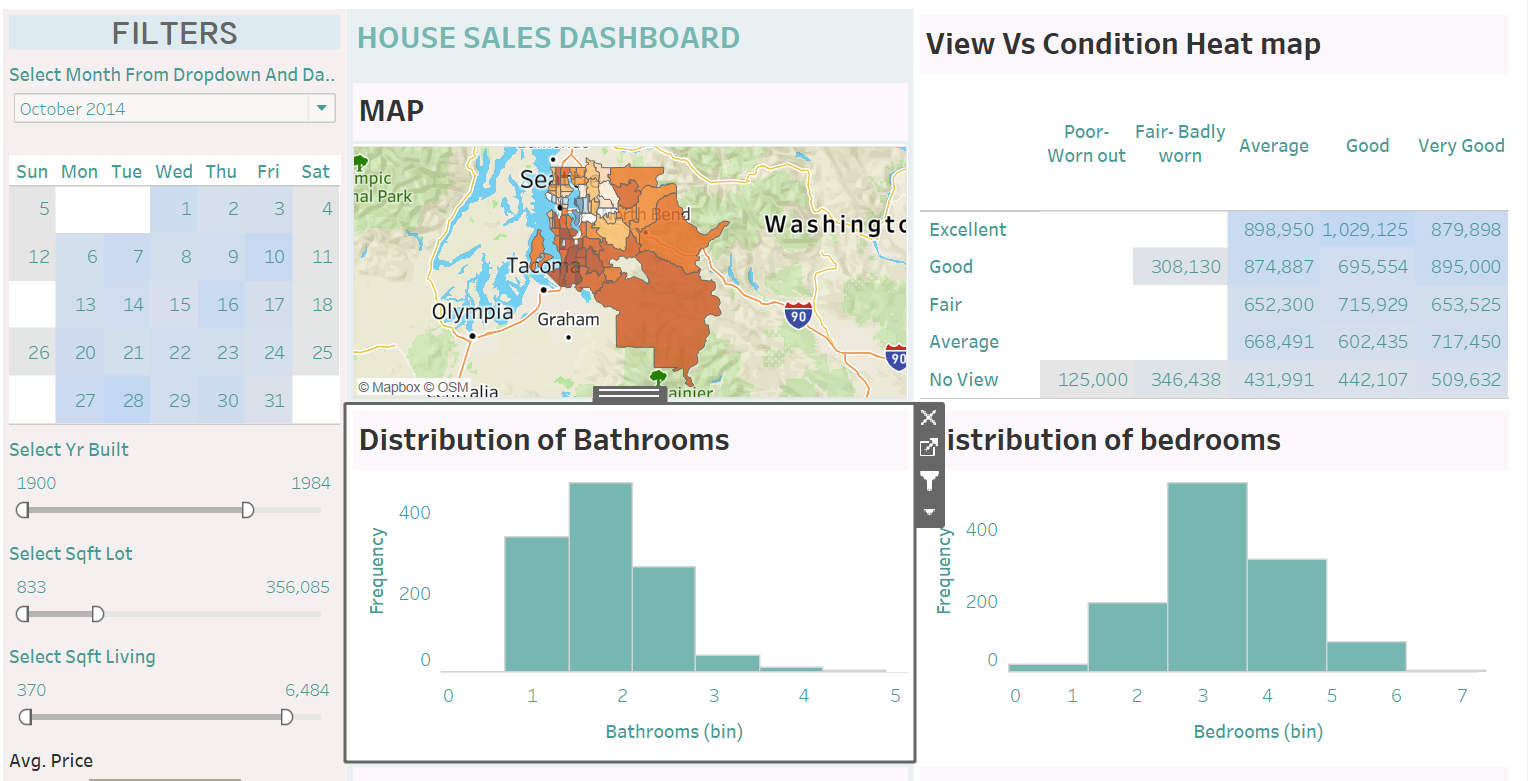 FILTERS
Select Month From Dropdown And Da..
October 2014
Sun Mon Tue Wed Thu Fri Sat
5 1 2 3 4
12 6 7 8 9 10 11
13 14 15 16 17 18
26 20 21 22 23 24 25
27 28 29 30 31
Select Yr Built
1900 1984
Select Sqft Lot
833 356,085
Select Sqft Living
370 6,484
Avg. Price
HOUSE SALES DASHBOARD
MAP
mpic
nal Park
Sea
North Bend
Washingto
Tacoma
Olympia
Graham
90
90
© Mapbox © OSM
alia
ainier
Distribution of Bathrooms
Frequency
400
200
0
0 1 2 3 4 5
Bathrooms (bin)
View Vs Condition Heat map
Poor- Fair- Badly
Worn out worn Average Good Very Good
Excellent 898,950 1,029,125 879,898
Good 308,130 874,887 695,554 895,000
Fair 652,300 715,929 653,525
Average 668,491 602,435 717,450
No View 125,000 346,438 431,991 442,107 509,632
istribution of bedrooms
Frequency
400
200
0
0 1 2 3 4 5 6 7
Bedrooms (bin)